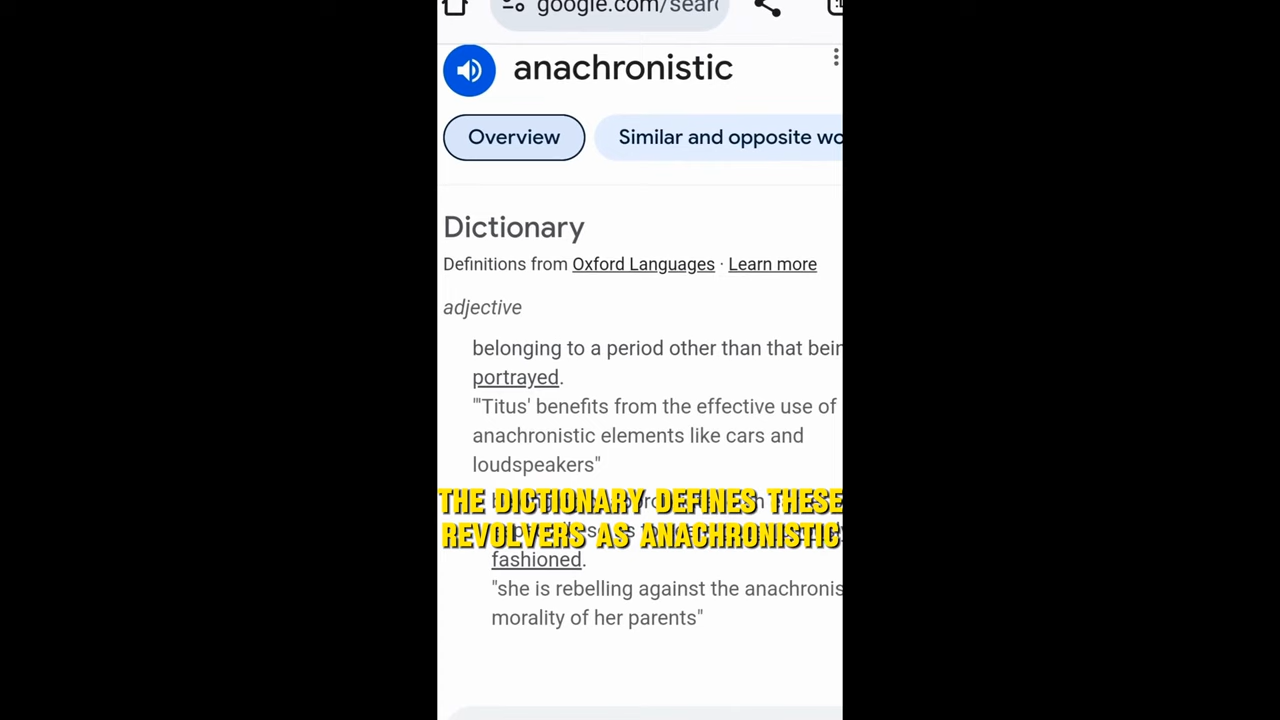 google.com/sear
anachronistic
Overview
Similar and opposite wo
Dictionary
Definitions from Oxford Languages · Learn more
adjective
belonging to a period other than that bein
portrayed.
"'Titus' benefits from the effective use of
anachronistic elements like cars and
loudspeakers"
THE DICTIONARY DEFINES THESE
REVOLVERS AS ANACHRONISTIC
fashioned.
"she is rebelling against the anachronis
morality of her parents"